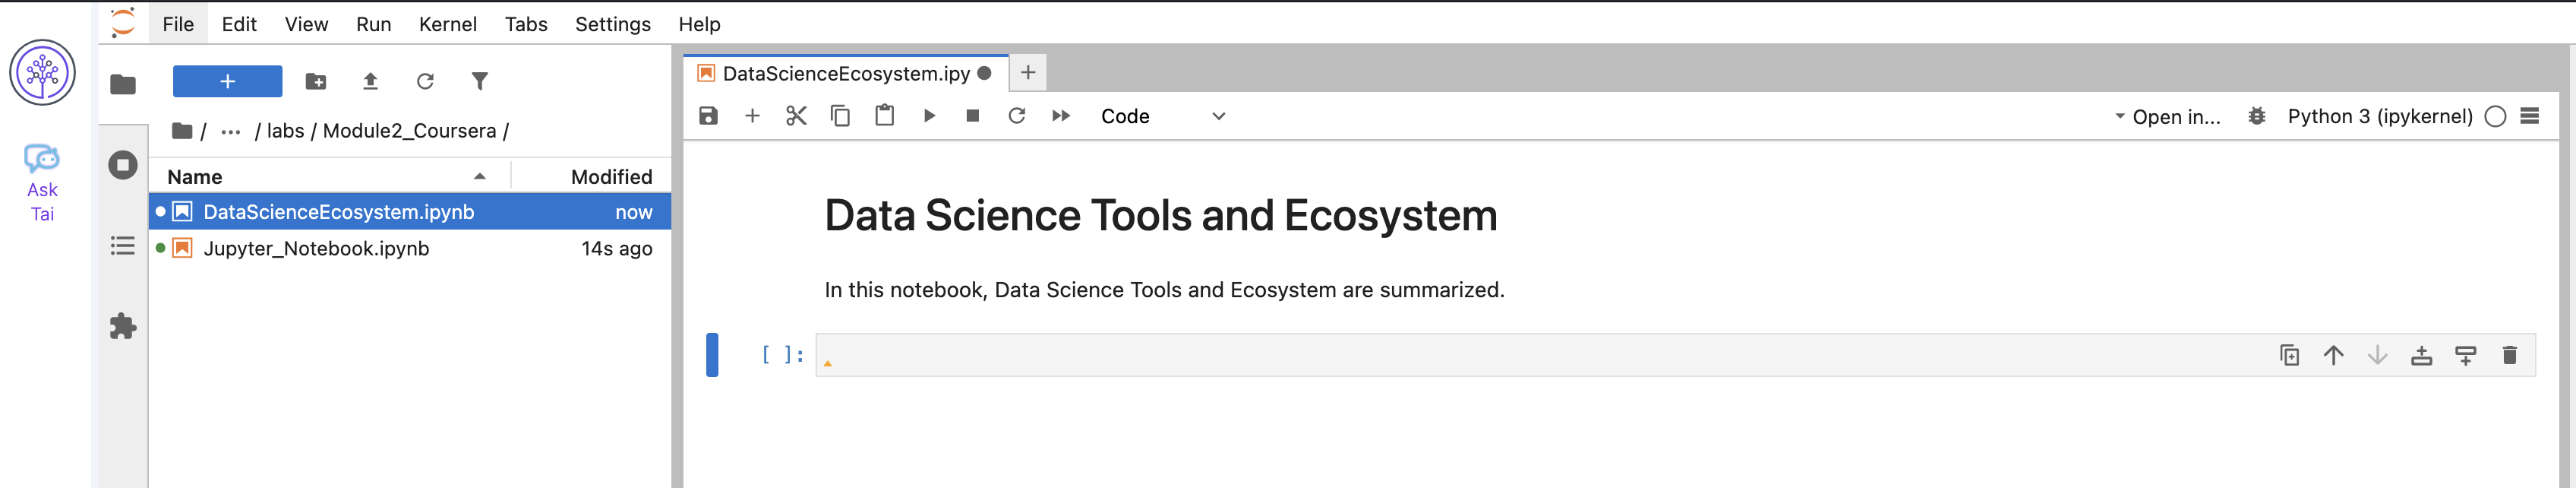 File Edit View Run Kernel Tabs Settings Help
Ask
Tai
+
/ ... / labs / Module2_Coursera /
Name Modified
DataScienceEcosystem.ipynb now
Jupyter_Notebook.ipynb 14s ago
DataScienceEcosystem.ipy
Code
Open in... Python 3 (ipykernel)
Data Science Tools and Ecosystem
In this notebook, Data Science Tools and Ecosystem are summarized.
[ ]: